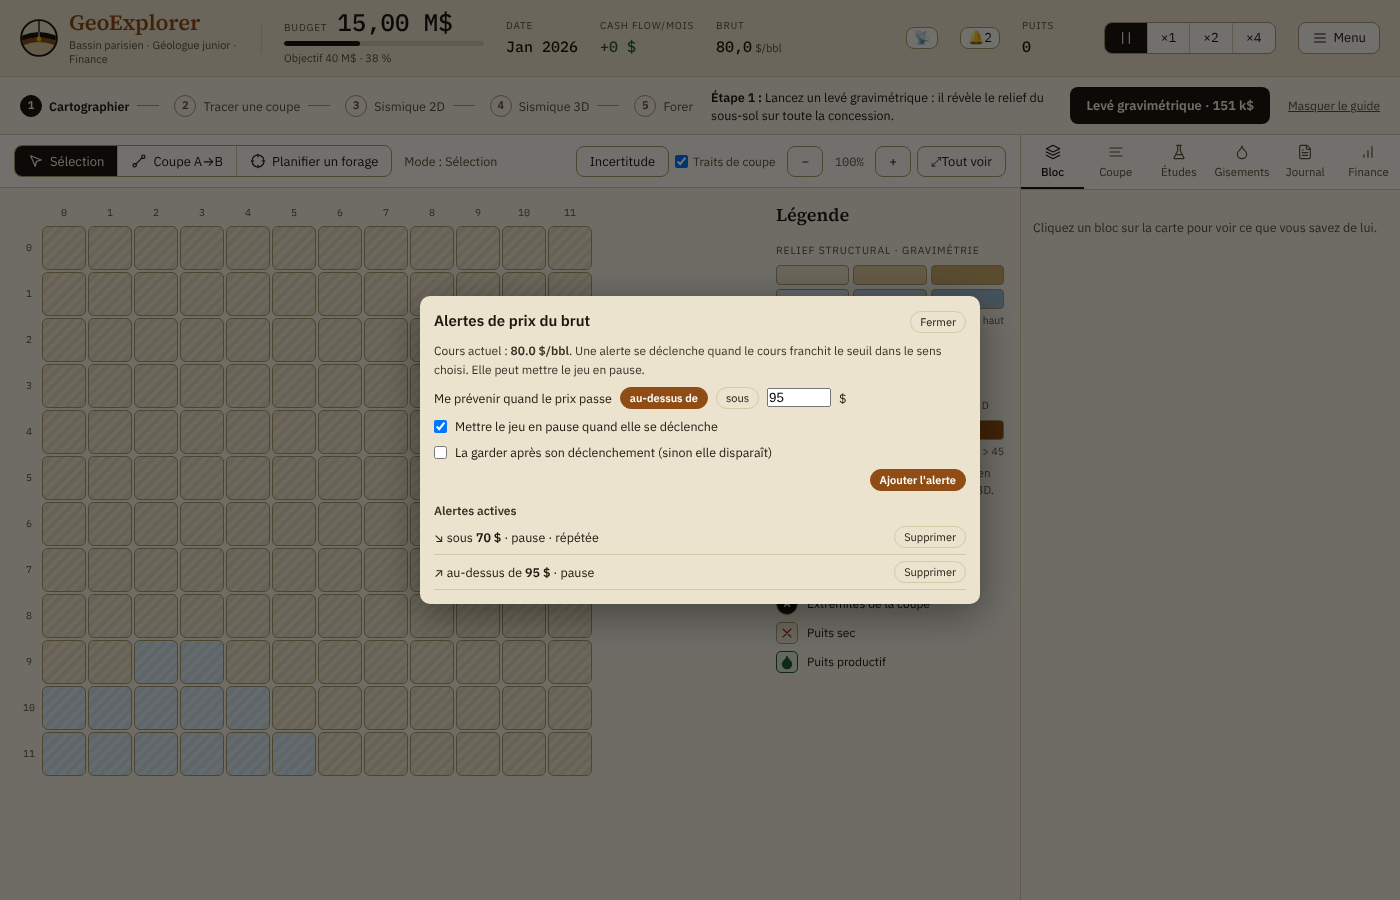 GeoExplorer
Bassin parisien · Géologue junior ·
Finance
BUDGET 15,00 M$
Objectif 40 M$ · 38 %
DATE
Jan 2026
CASH FLOW/MOIS
+0 $
BRUT
80,0 $/bbl
🔔2
PUITS
0
||
×1
×2
×4
Menu
1 Cartographier
2 Tracer une coupe
3 Sismique 2D
4 Sismique 3D
5 Forer
Étape 1 : Lancez un levé gravimétrique : il révèle le relief du
sous-sol sur toute la concession.
Levé gravimétrique · 151 k$
Masquer le guide
Sélection
Coupe A→B
Planifier un forage
Mode : Sélection
Incertitude
Traits de coupe
−
100%
+
⤢Tout voir
Bloc
Coupe
Études
Gisements
Journal
Finance
Cliquez un bloc sur la carte pour voir ce que vous savez de lui.
0 1 2 3 4 5 6 7 8 9 10 11
0
1
2
3
4
5
6
7
8
9
10
11
Légende
RELIEF STRUCTURAL · GRAVIMÉTRIE
haut
D
> 45
en
3D.
Extrémités de la coupe
Puits sec
Puits productif
Alertes de prix du brut
Fermer
Cours actuel : 80.0 $/bbl. Une alerte se déclenche quand le cours franchit le seuil dans le sens
choisi. Elle peut mettre le jeu en pause.
Me prévenir quand le prix passe au-dessus de sous 95 $
Mettre le jeu en pause quand elle se déclenche
La garder après son déclenchement (sinon elle disparaît)
Ajouter l'alerte
Alertes actives
↘ sous 70 $ · pause · répétée
Supprimer
↗ au-dessus de 95 $ · pause
Supprimer